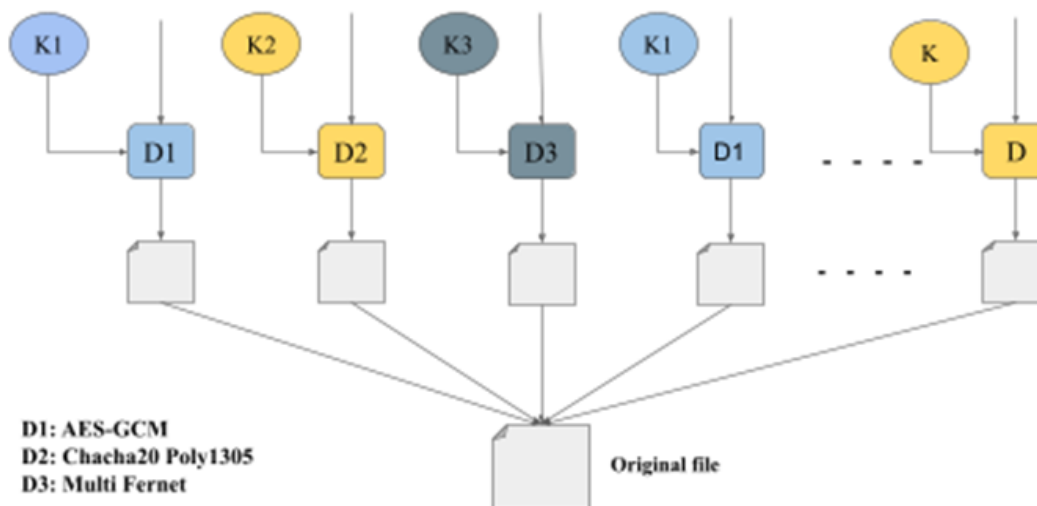 K1
K2
K3
K1
K
D1
D2
D3
D1
D
D1: AES-GCM
D2: Chacha20 Poly1305
D3: Multi Fernet
Original file